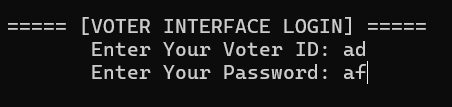 ===== [VOTER INTERFACE LOGIN] =====
Enter Your Voter ID: ad
Enter Your Password: af